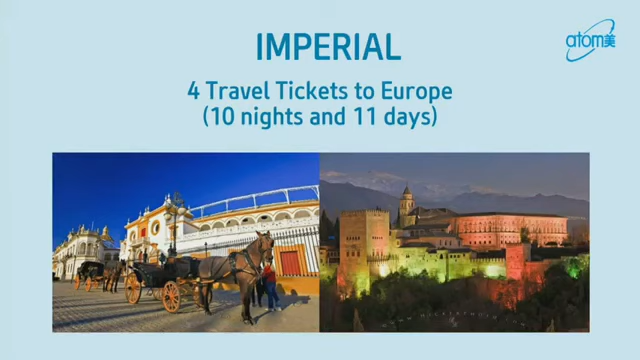 IMPERIAL
atom美
4 Travel Tickets to Europe
(10 nights and 11 days)